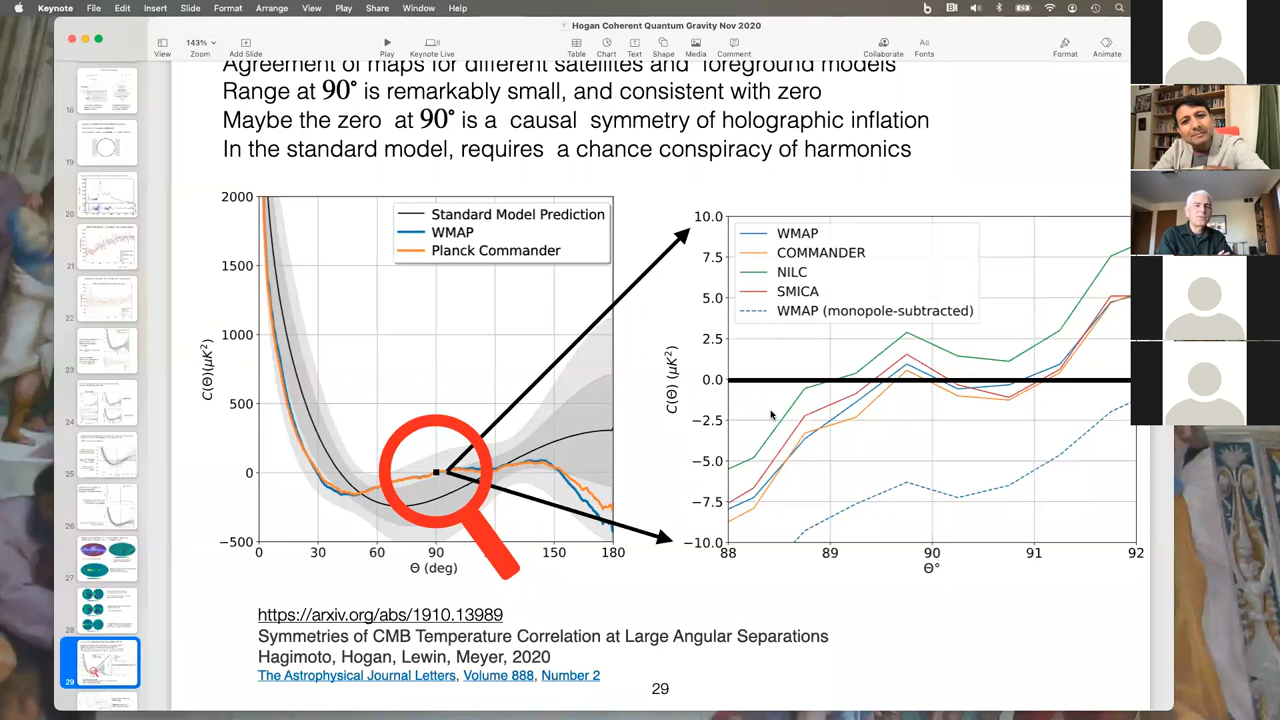 Keynote File Edit Insert Slide Format Arrange View Play Share Window Help
Hogan Coherent Quantum Gravity Nov 2020
143%
View Zoom Add Slide Play Keynote Live Table Chart Text Shape Media Comment Collaborate Fonts Format Animate
Agreement of maps for different satellites and foreground models
Range at 90° is remarkably small, and consistent with zero
Maybe the zero at 90° is a causal symmetry of holographic inflation
In the standard model, requires a chance conspiracy of harmonics
18
19
20
21
22
23
24
25
26
27
28
29
2000
1500
1000
500
0
−500
C(Θ)(μK²)
Standard Model Prediction
WMAP
Planck Commander
0 30 60 90 150 180
Θ (deg)
10.0
7.5
5.0
2.5
0.0
−2.5
−5.0
−7.5
−10.0
C(Θ) (μK²)
WMAP
COMMANDER
NILC
SMICA
WMAP (monopole-subtracted)
88 89 90 91 92
Θ°
https://arxiv.org/abs/1910.13989
Symmetries of CMB Temperature Correlation at Large Angular Separations
Hagimoto, Hogan, Lewin, Meyer, 2020
The Astrophysical Journal Letters, Volume 888, Number 2
29